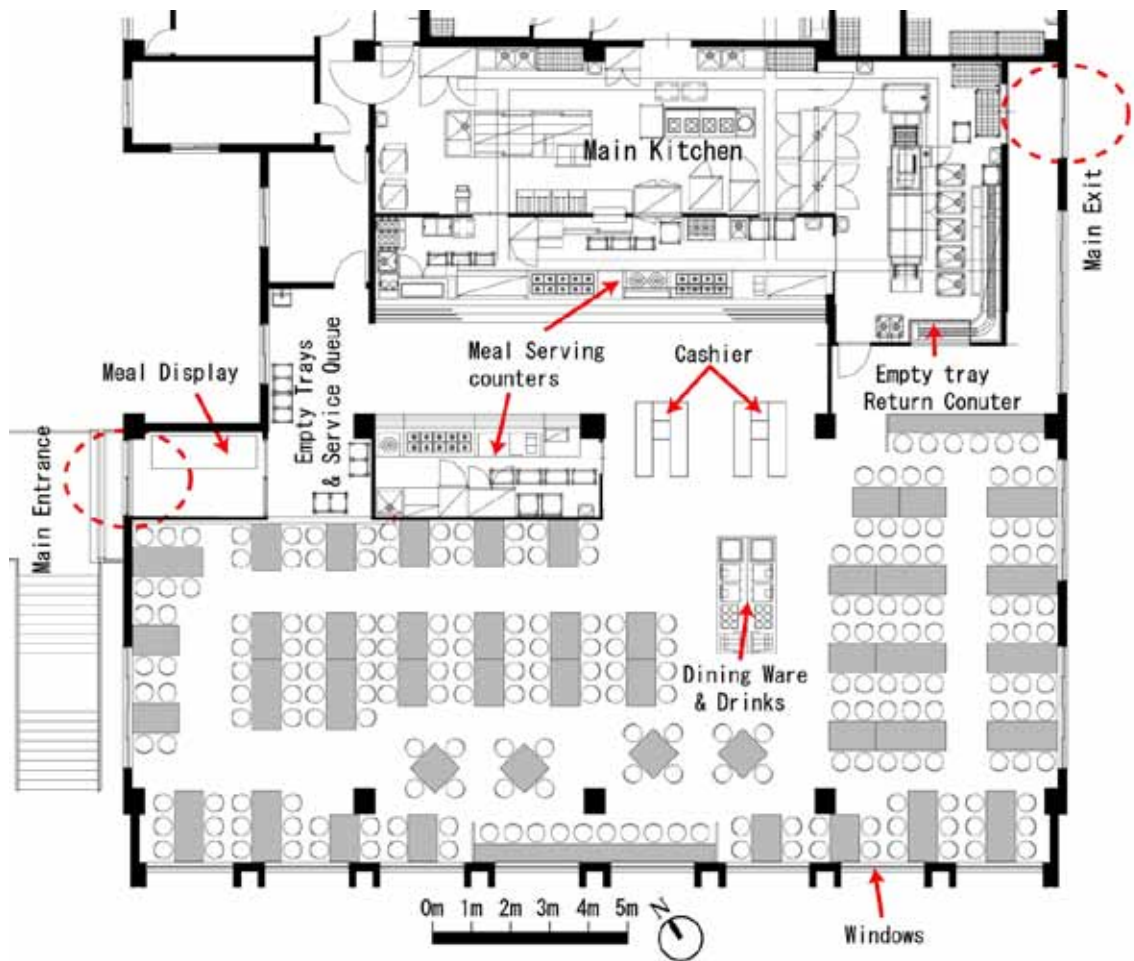 Main Kitchen
Main Exit
Meal Display
Empty Trays
& Service Queue
Meal Serving
counters
Cashier
Empty tray
Return Conuter
Main Entrance
Dining Ware
& Drinks
0m 1m 2m 3m 4m 5m
N
Windows